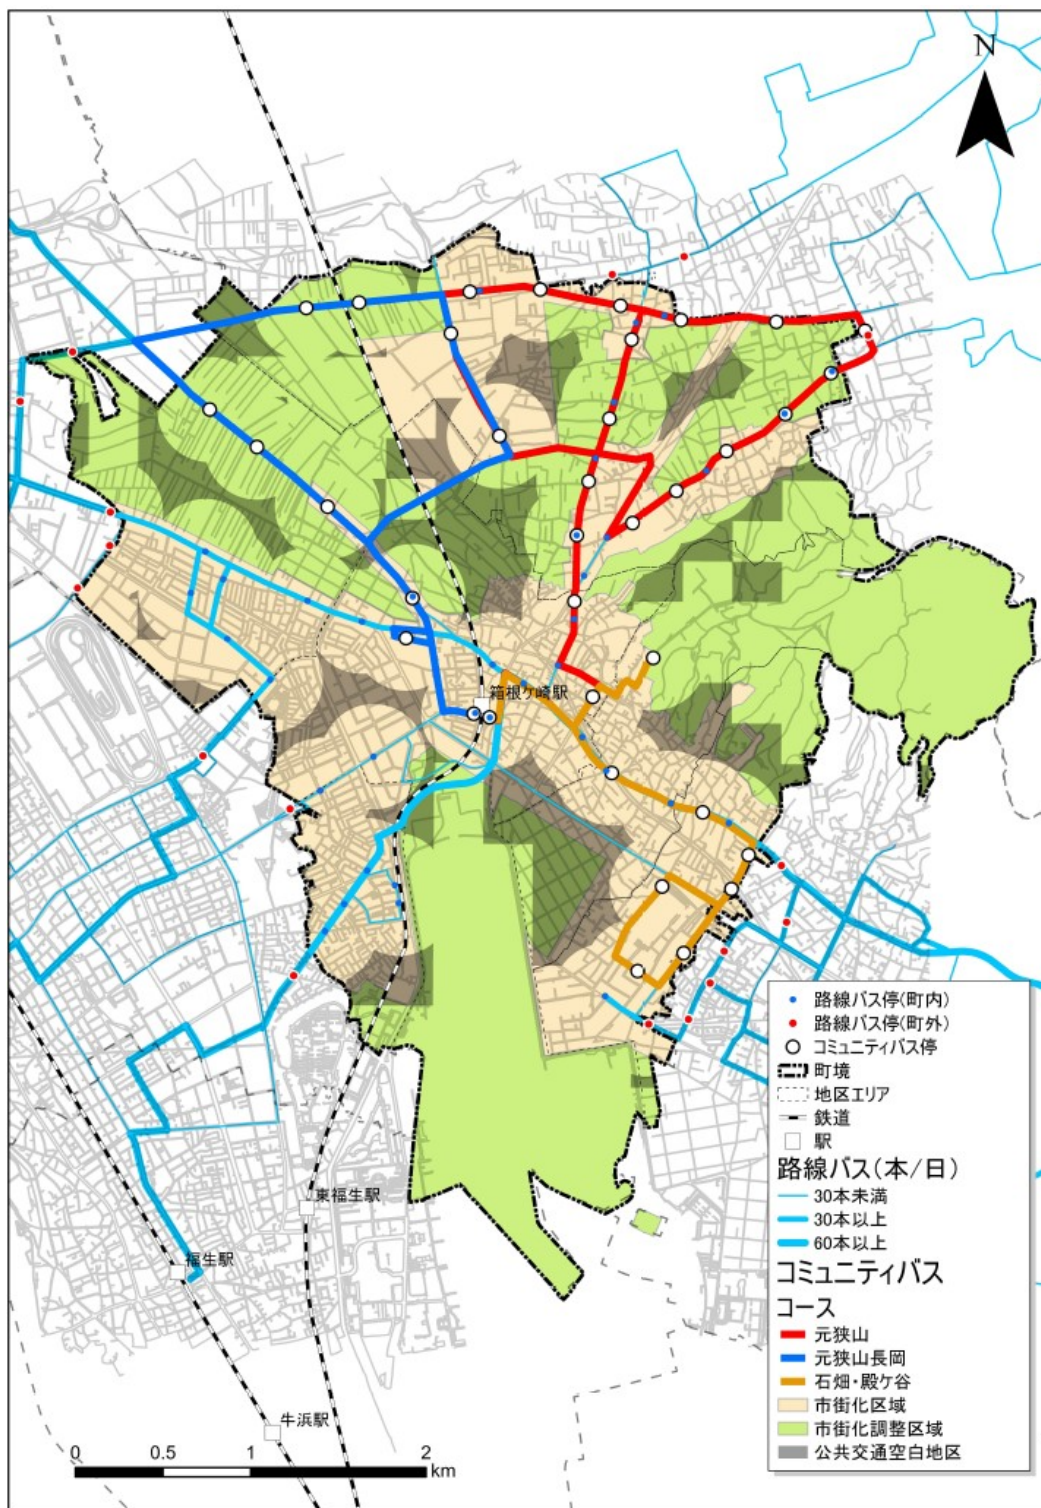 N
箱根ケ崎駅
東福生駅
福生駅
牛浜駅
0 0.5 1 2
km
路線バス停(町内)
路線バス停(町外)
コミュニティバス停
町境
地区エリア
鉄道
駅
路線バス(本/日)
30本未満
30本以上
60本以上
コミュニティバス
コース
元狭山
元狭山長岡
石畑・殿ケ谷
市街化区域
市街化調整区域
公共交通空白地区